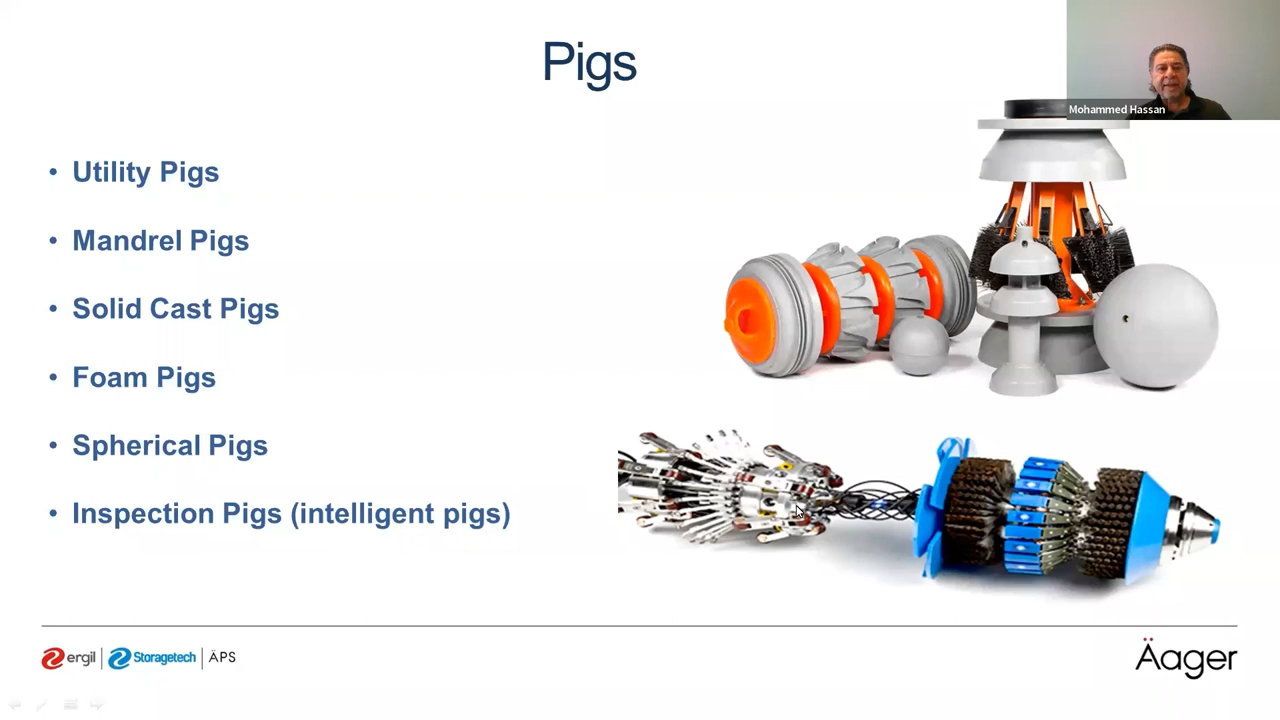 Pigs
Mohammed Hassan
• Utility Pigs
• Mandrel Pigs
• Solid Cast Pigs
• Foam Pigs
• Spherical Pigs
• Inspection Pigs (intelligent pigs)
ergil | Storagetech | ÄPS
Äager